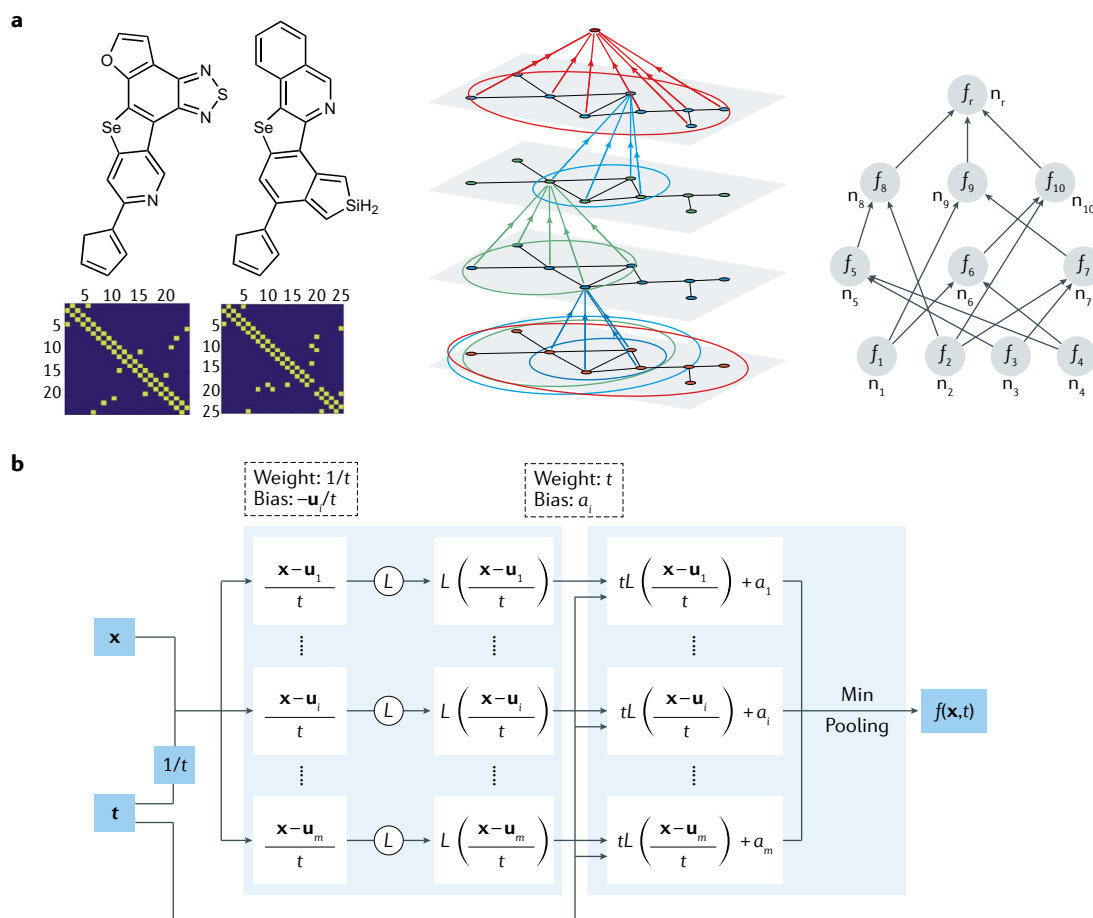 a
O
N
S
N
Se
N
N
Se
SiH2
5 10 15 20
5
10
15
20
5 10 15 20 25
5
10
15
20
25
fr nr
f8 f9 f10
n8 n9 n10
f5 f6 f7
n5 n6 n7
f1 f2 f3 f4
n1 n2 n3 n4
b
Weight: 1/t
Bias: –ui/t
Weight: t
Bias: ai
x
1/t
t
x – u1
t
L
L ( x – u1 / t )
tL ( x – u1 / t ) + a1
x – ui
t
L
L ( x – ui / t )
tL ( x – ui / t ) + ai
x – um
t
L
L ( x – um / t )
tL ( x – um / t ) + am
Min
Pooling
f(x,t)